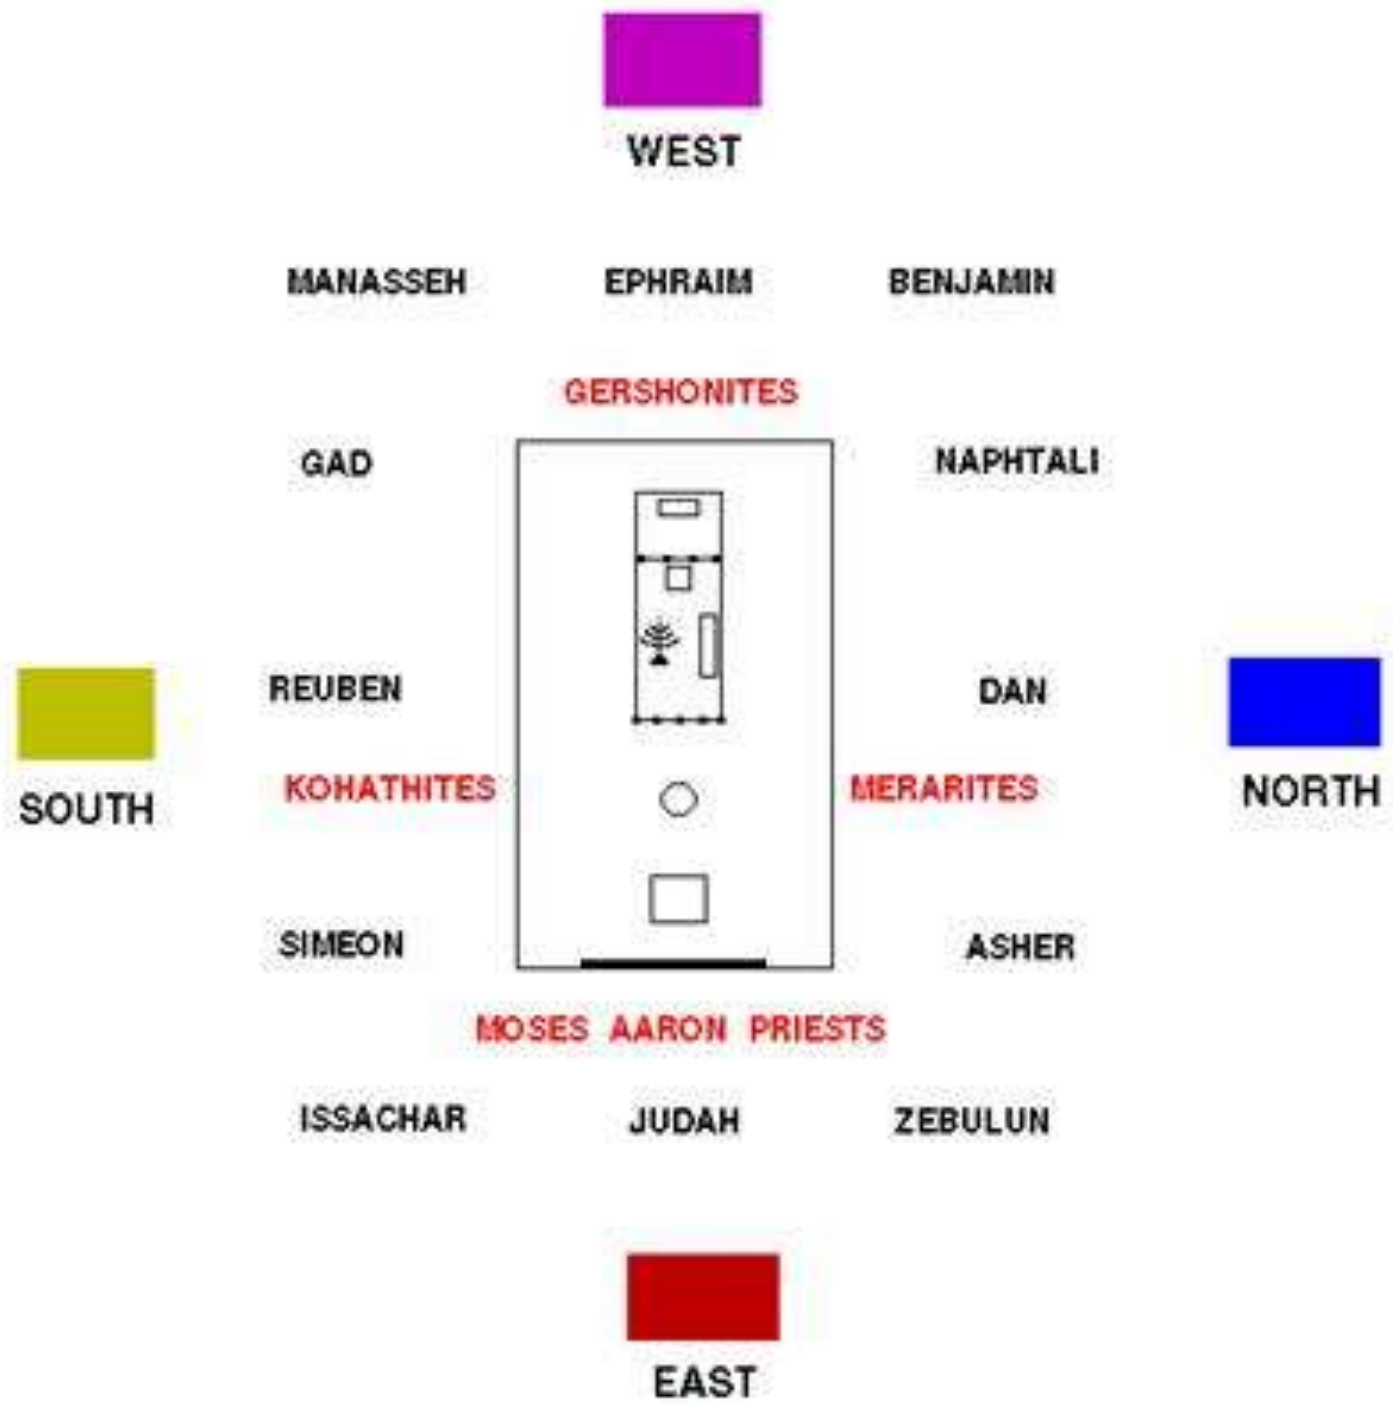 WEST
MANASSEH EPHRAIM BENJAMIN
GERSHONITES
GAD NAPHTALI
REUBEN DAN
KOHATHITES MERARITES
SOUTH NORTH
SIMEON ASHER
MOSES AARON PRIESTS
ISSACHAR JUDAH ZEBULUN
EAST